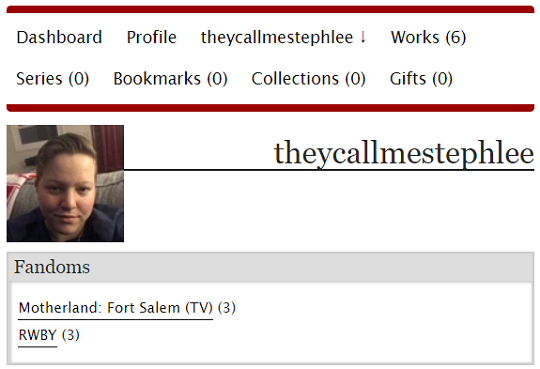 Dashboard Profile theycallmestephlee ↓ Works (6)
Series (0) Bookmarks (0) Collections (0) Gifts (0)
theycallmestephlee
Fandoms
Motherland: Fort Salem (TV) (3)
RWBY (3)